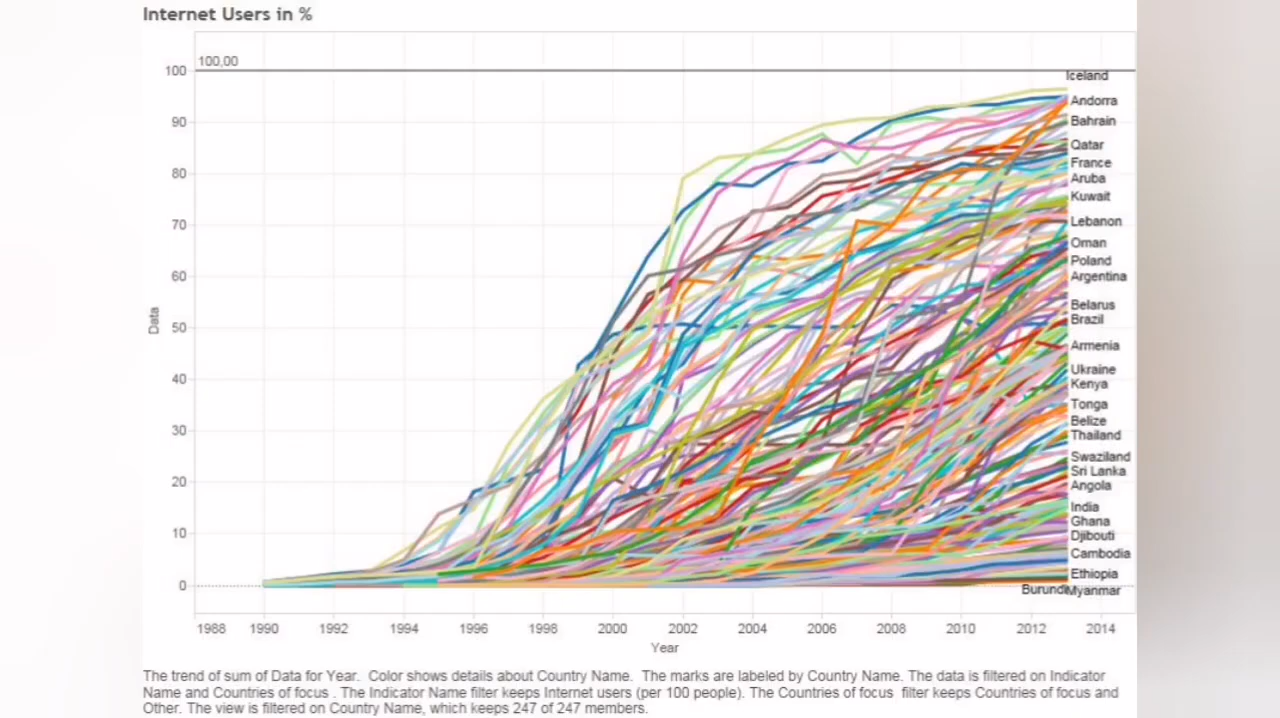 Internet Users in %
100,00
100
90
80
70
60
50
40
30
20
10
0
Data
Iceland
Andorra
Bahrain
Qatar
France
Aruba
Kuwait
Lebanon
Oman
Poland
Argentina
Belarus
Brazil
Armenia
Ukraine
Kenya
Tonga
Belize
Thailand
Swaziland
Sri Lanka
Angola
India
Ghana
Djibouti
Cambodia
Ethiopia
Burundi Myanmar
1988 1990 1992 1994 1996 1998 2000 2002 2004 2006 2008 2010 2012 2014
Year
The trend of sum of Data for Year. Color shows details about Country Name. The marks are labeled by Country Name. The data is filtered on Indicator
Name and Countries of focus . The Indicator Name filter keeps Internet users (per 100 people). The Countries of focus filter keeps Countries of focus and
Other. The view is filtered on Country Name, which keeps 247 of 247 members.